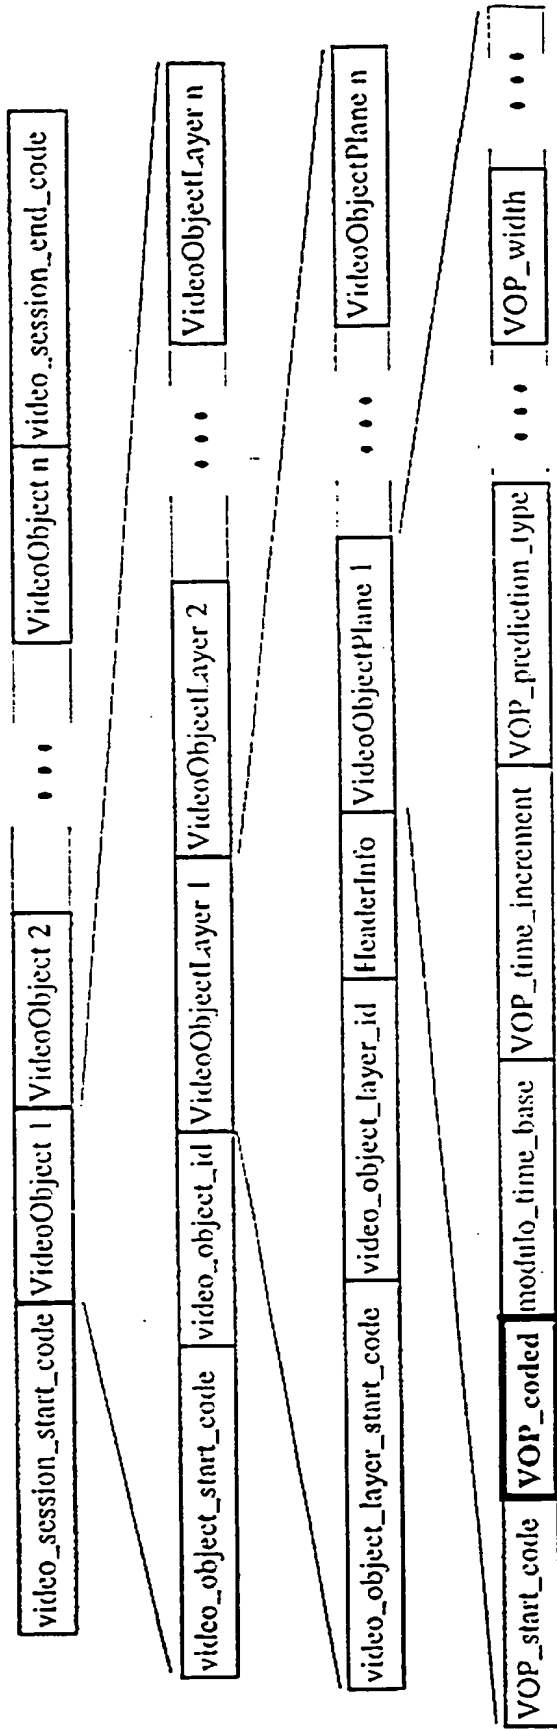 video_session_start_code VideoObject 1 VideoObject 2 • • • VideoObject n video_session_end_code
video_object_start_code video_object_id VideoObjectLayer 1 VideoObjectLayer 2 • • • VideoObjectLayer n
video_object_layer_start_code video_object_layer_id HeaderInfo VideoObjectPlane 1 • • • VideoObjectPlane n
VOP_start_code VOP_coded modulo_time_base VOP_time_increment VOP_prediction_type • • • VOP_width • • •